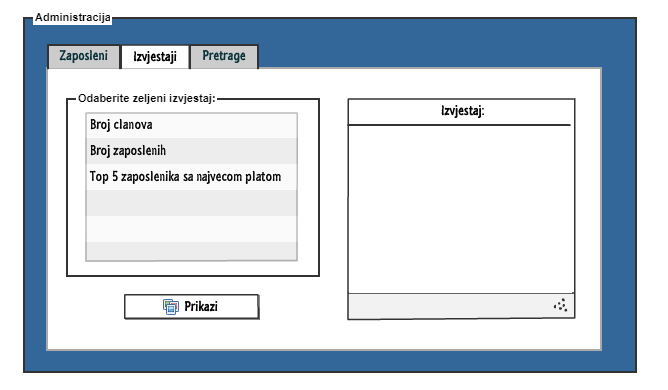 Administracija
Zaposleni Izvjestaji Pretrage
Odaberite zeljeni izvjestaj:
Broj clanova
Broj zaposlenih
Top 5 zaposlenika sa najvecom platom
Prikazi
Izvjestaj: